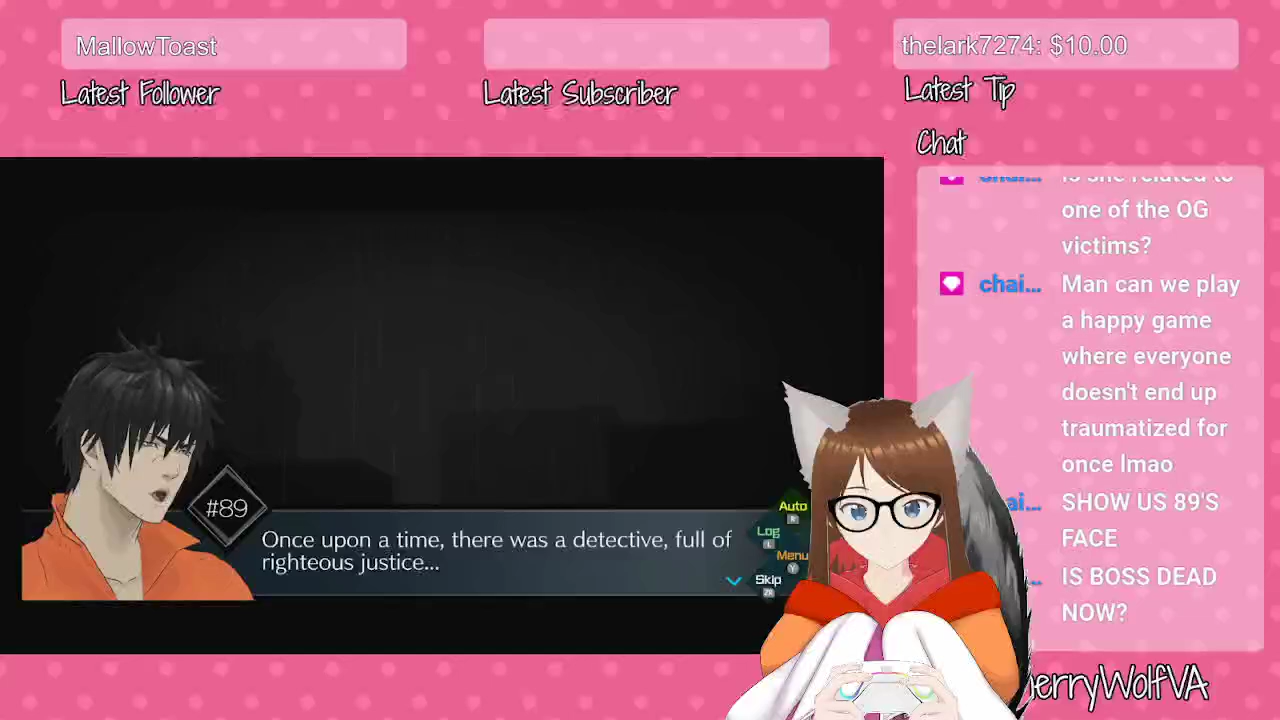 MallowToast
Latest Follower
Latest Subscriber
thelark7274: $10.00
Latest Tip
Chat
one of the OG
victims?
chai... Man can we play
a happy game
where everyone
doesn't end up
traumatized for
once lmao
SHOW US 89'S
FACE
IS BOSS DEAD
NOW?
#89
Once upon a time, there was a detective, full of
righteous justice...
Auto
R
Log
L
Menu
Y
Skip
ZR
erryWolfVA